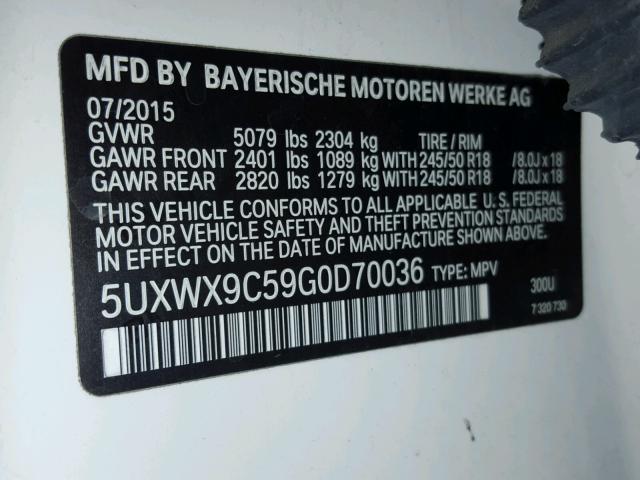 MFD BY BAYERISCHE MOTOREN WERKE AG
07/2015
GVWR 5079 lbs 2304 kg TIRE / RIM
GAWR FRONT 2401 lbs 1089 kg WITH 245/50 R18 /8.0J x 18
GAWR REAR 2820 lbs 1279 kg WITH 245/50 R18 /8.0J x 18
THIS VEHICLE CONFORMS TO ALL APPLICABLE U. S. FEDERAL
MOTOR VEHICLE SAFETY AND THEFT PREVENTION STANDARDS
IN EFFECT ON THE DATE OF MANUFACTURE SHOWN ABOVE.
5UXWX9C59G0D70036 TYPE: MPV 300U
7 320 730